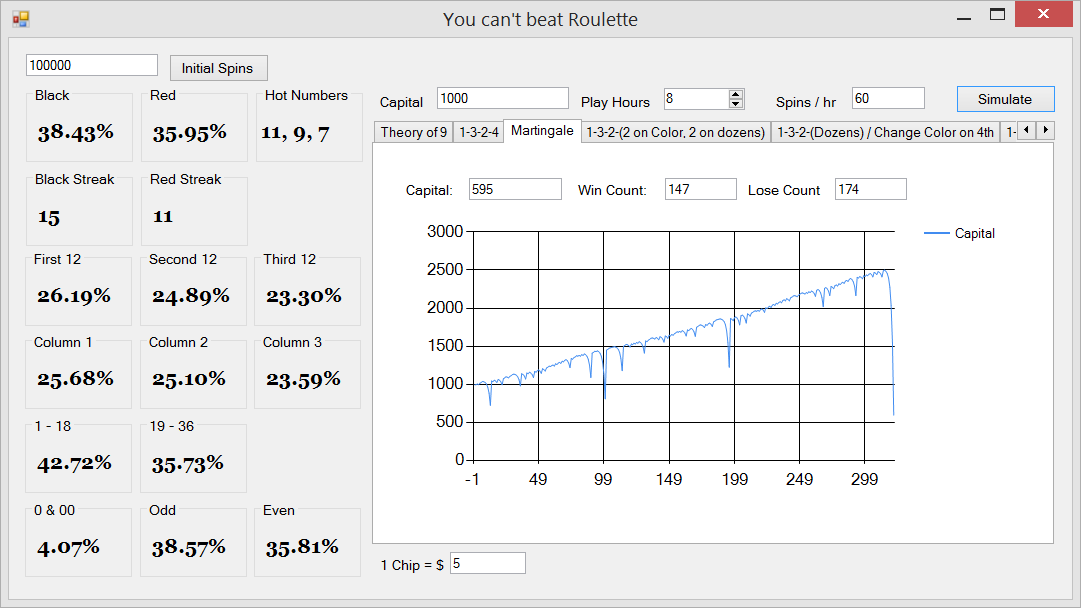 You can't beat Roulette
100000
Initial Spins
Black
38.43%
Red
35.95%
Hot Numbers
11, 9, 7
Black Streak
15
Red Streak
11
First 12
26.19%
Second 12
24.89%
Third 12
23.30%
Column 1
25.68%
Column 2
25.10%
Column 3
23.59%
1 - 18
42.72%
19 - 36
35.73%
0 & 00
4.07%
Odd
38.57%
Even
35.81%
Capital 1000 Play Hours 8 Spins / hr 60 Simulate
Theory of 9 1-3-2-4 Martingale 1-3-2-(2 on Color, 2 on dozens) 1-3-2-(Dozens) / Change Color on 4th 1-
Capital: 595 Win Count: 147 Lose Count 174
3000
2500
2000
1500
1000
500
0
-1 49 99 149 199 249 299
Capital
1 Chip = $ 5